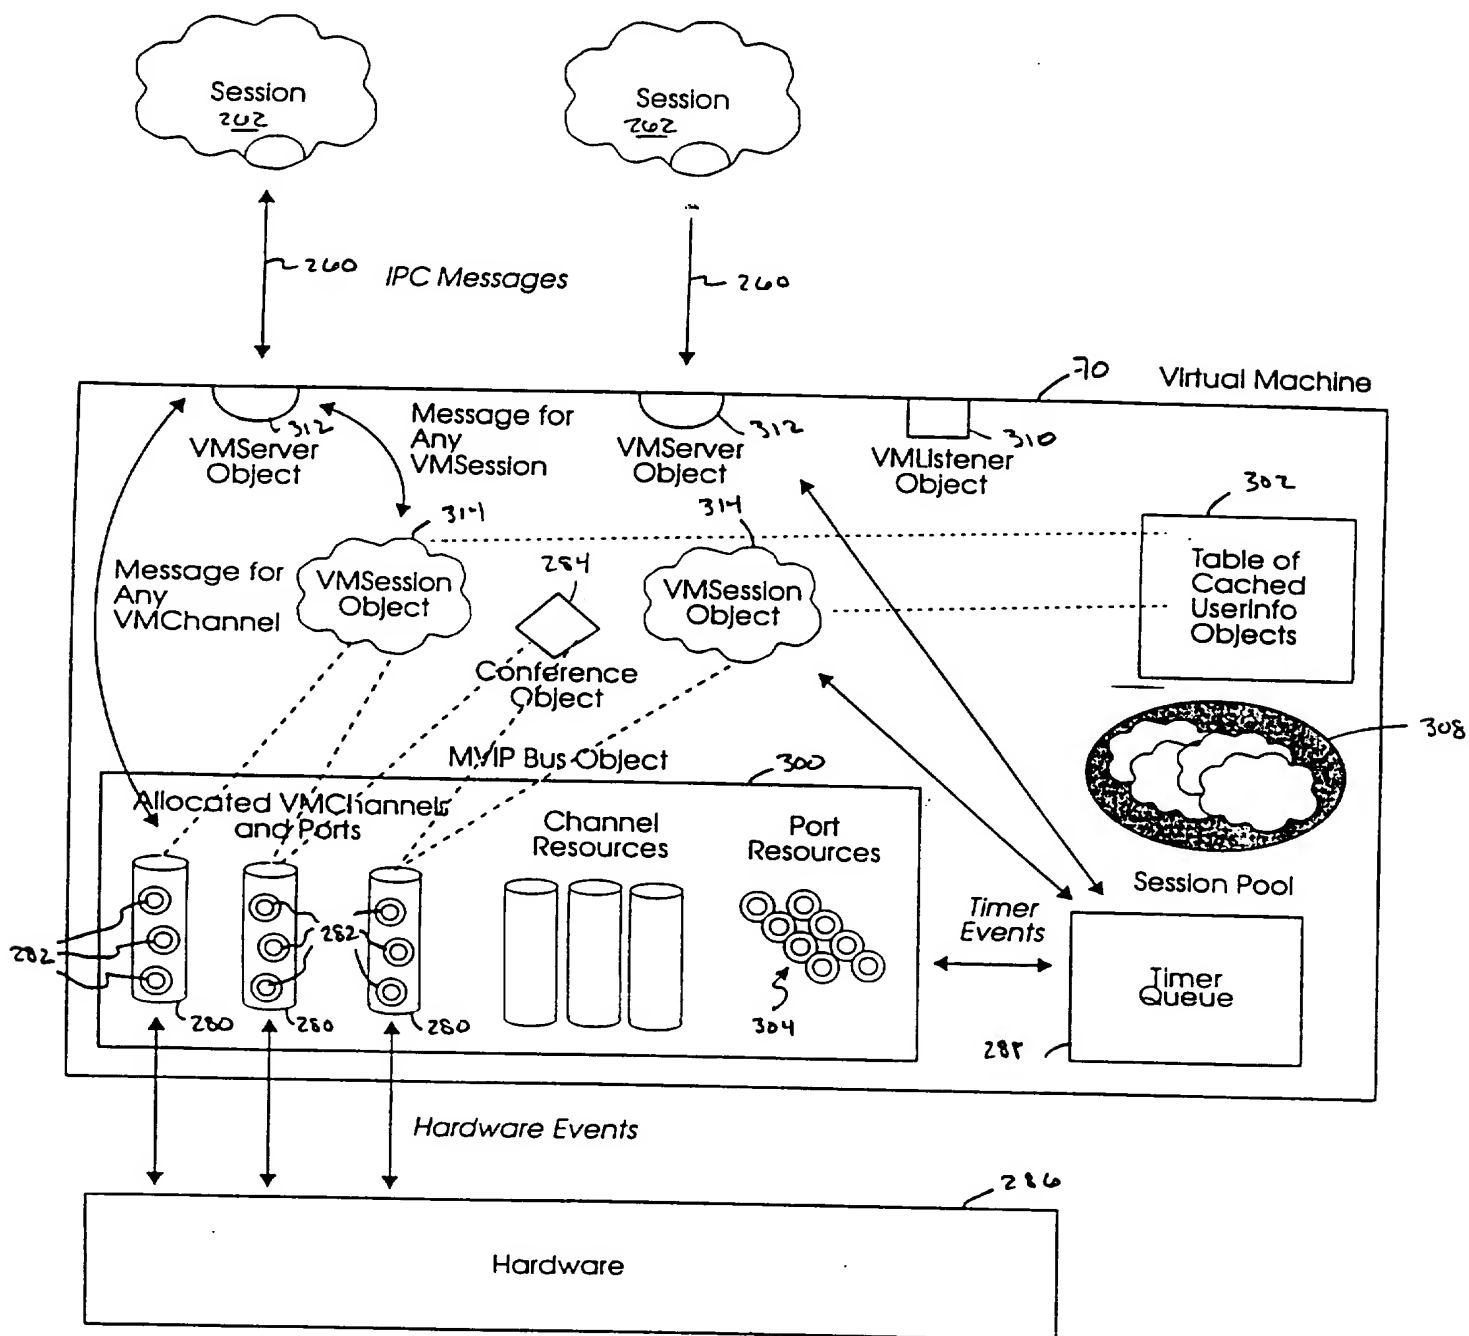 Session
202
Session
262
260
IPC Messages
260
70
Virtual Machine
312
VMServer
Object
Message for
Any
VMSession
312
VMServer
Object
310
VMListener
Object
302
314
314
284
Table of
Cached
UserInfo
Objects
Message for
Any
VMChannel
VMSession
Object
VMSession
Object
Conference
Object
308
MVIP Bus Object
300
Allocated VMChannels
and Ports
Channel
Resources
Port
Resources
Session Pool
Timer
Events
282
282
Timer
Queue
304
280
280
280
288
Hardware Events
286
Hardware